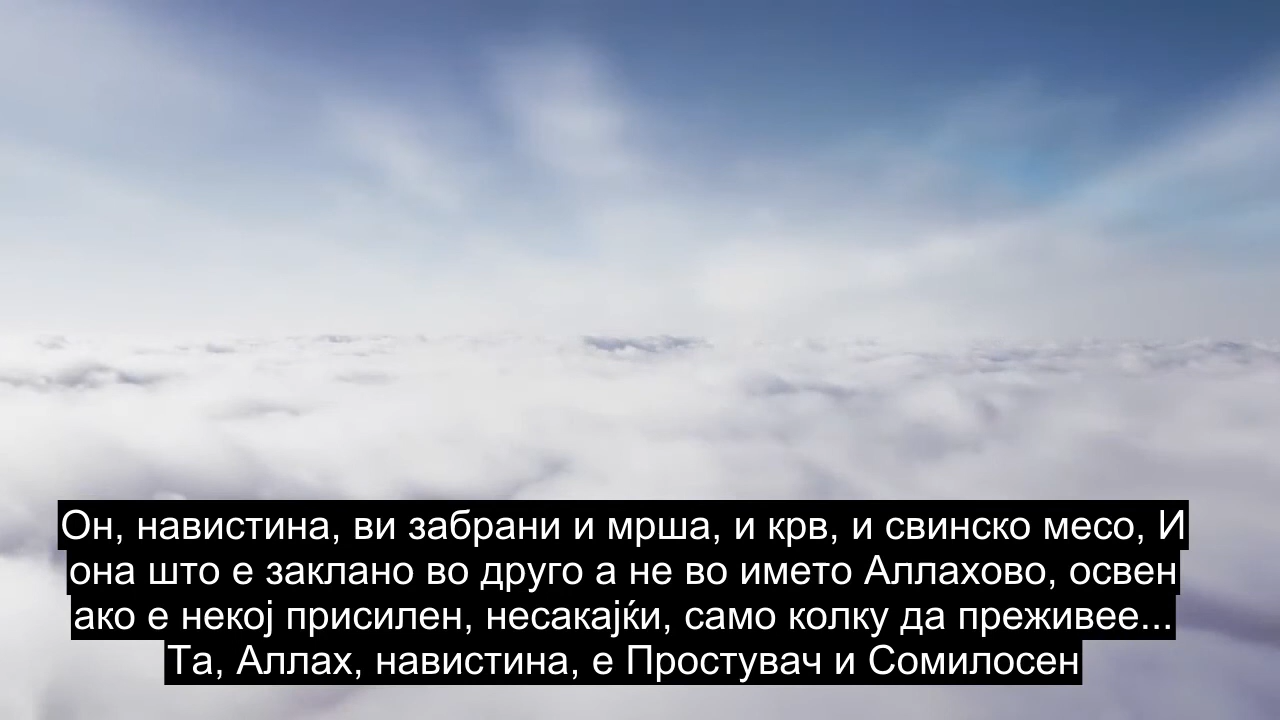 Он, навистина, ви забрани и мрша, и крв, и свинско месо, И
она што е заклано во друго а не во името Аллахово, освен
ако е некој присилен, несакајќи, само колку да преживее...
Та, Аллах, навистина, е Простувач и Сомилосен